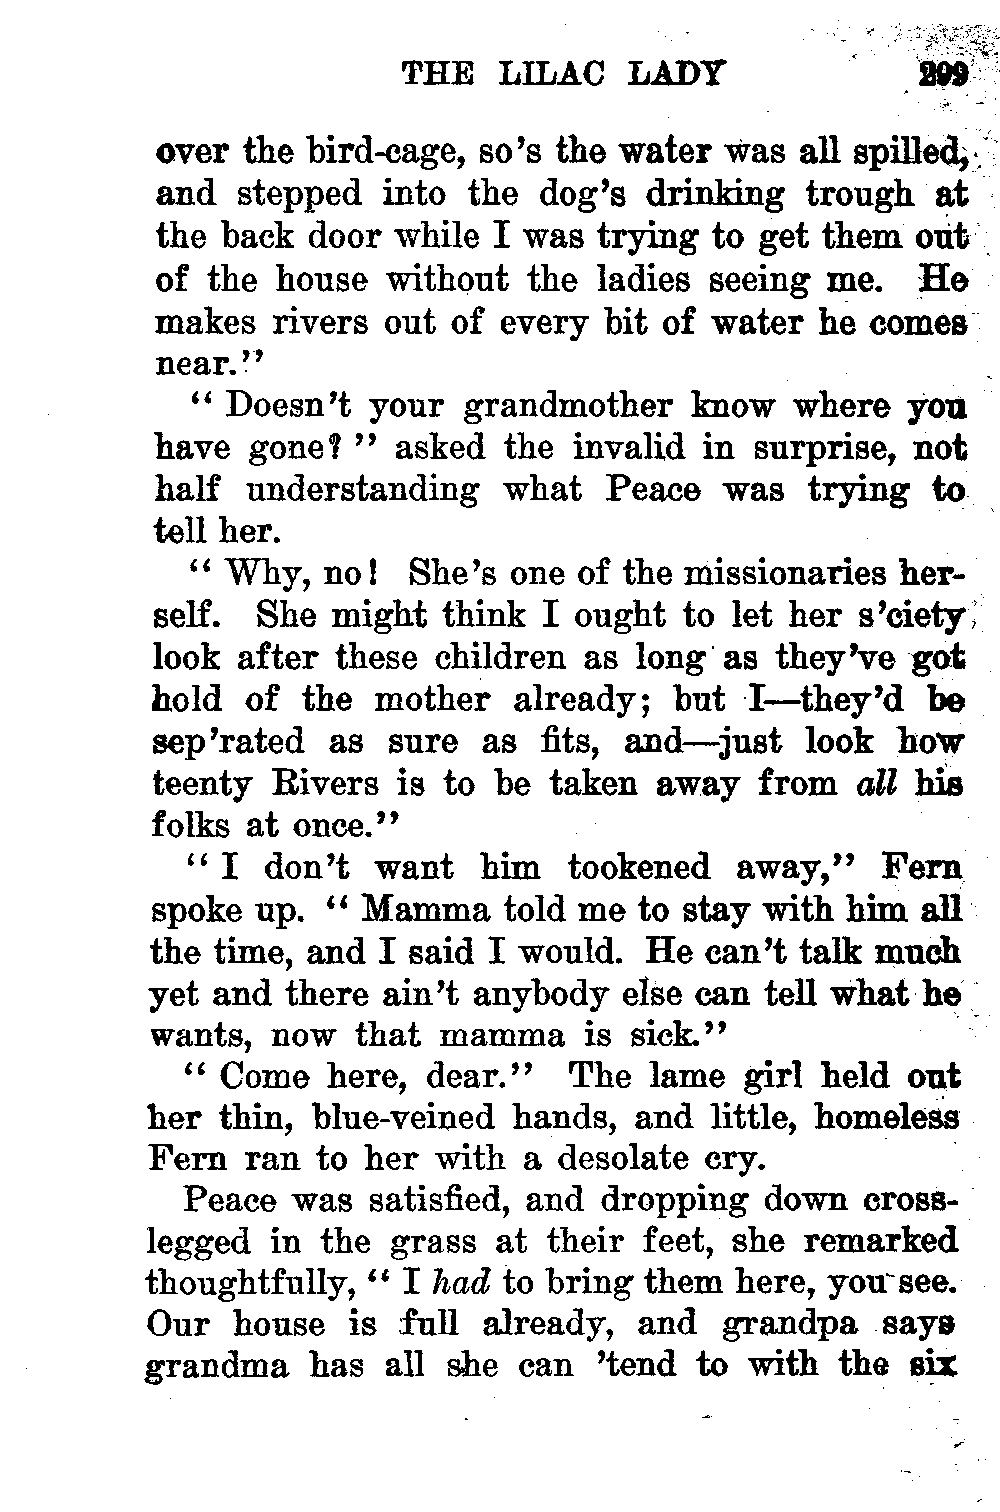 THE LILAC LADY 299
over the bird-cage, so's the water was all spilled,
and stepped into the dog's drinking trough at
the back door while I was trying to get them out
of the house without the ladies seeing me. He
makes rivers out of every bit of water he comes
near."
" Doesn't your grandmother know where you
have gone? " asked the invalid in surprise, not
half understanding what Peace was trying to
tell her.
" Why, no! She's one of the missionaries her-
self. She might think I ought to let her s'ciety
look after these children as long as they've got
hold of the mother already; but I—they'd be
sep'rated as sure as fits, and—just look how
teenty Rivers is to be taken away from all his
folks at once."
" I don't want him tookened away," Fern
spoke up. " Mamma told me to stay with him all
the time, and I said I would. He can't talk much
yet and there ain't anybody else can tell what he
wants, now that mamma is sick."
" Come here, dear." The lame girl held out
her thin, blue-veined hands, and little, homeless
Fern ran to her with a desolate cry.
Peace was satisfied, and dropping down cross-
legged in the grass at their feet, she remarked
thoughtfully, " I had to bring them here, you see.
Our house is full already, and grandpa says
grandma has all she can 'tend to with the six